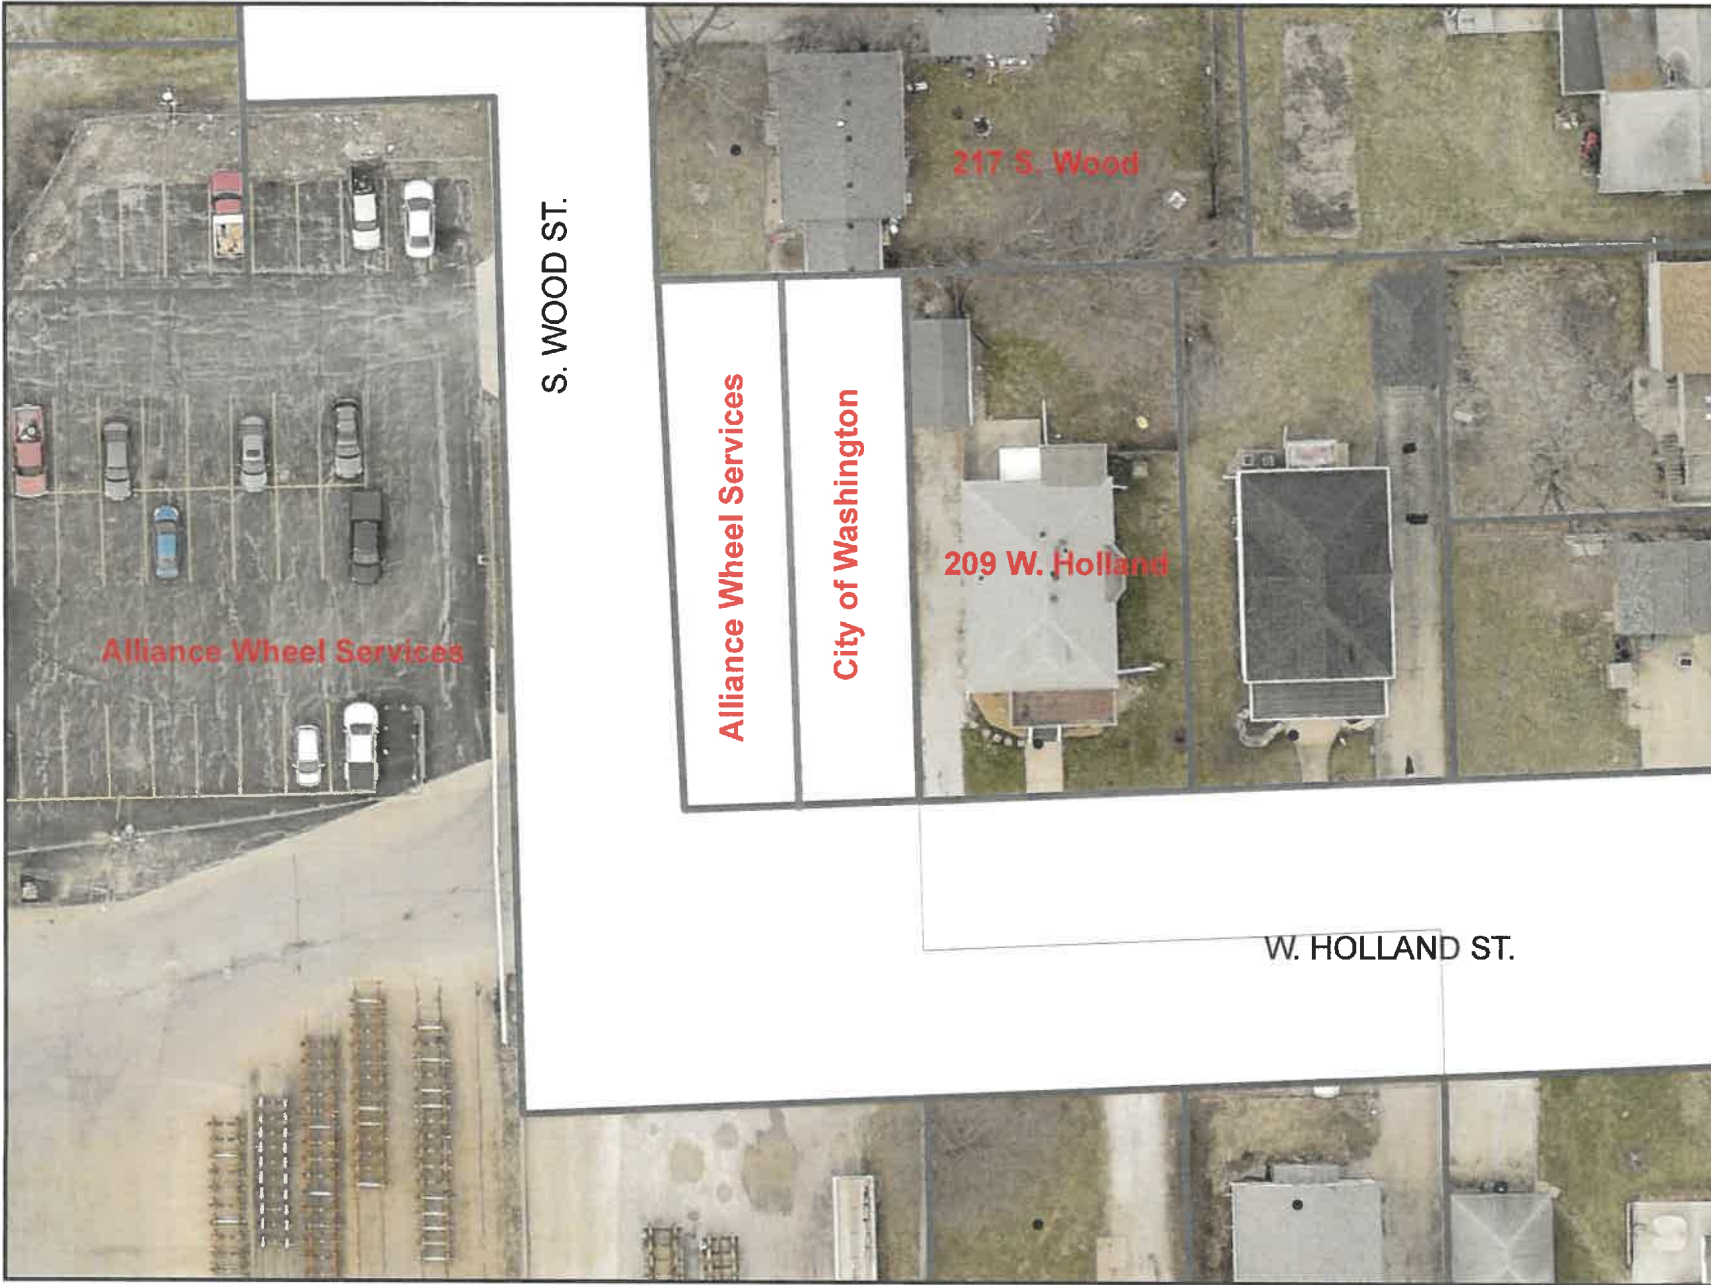 217 S. Wood
S. WOOD ST.
Alliance Wheel Services
City of Washington
209 W. Holland
Alliance Wheel Services
W. HOLLAND ST.